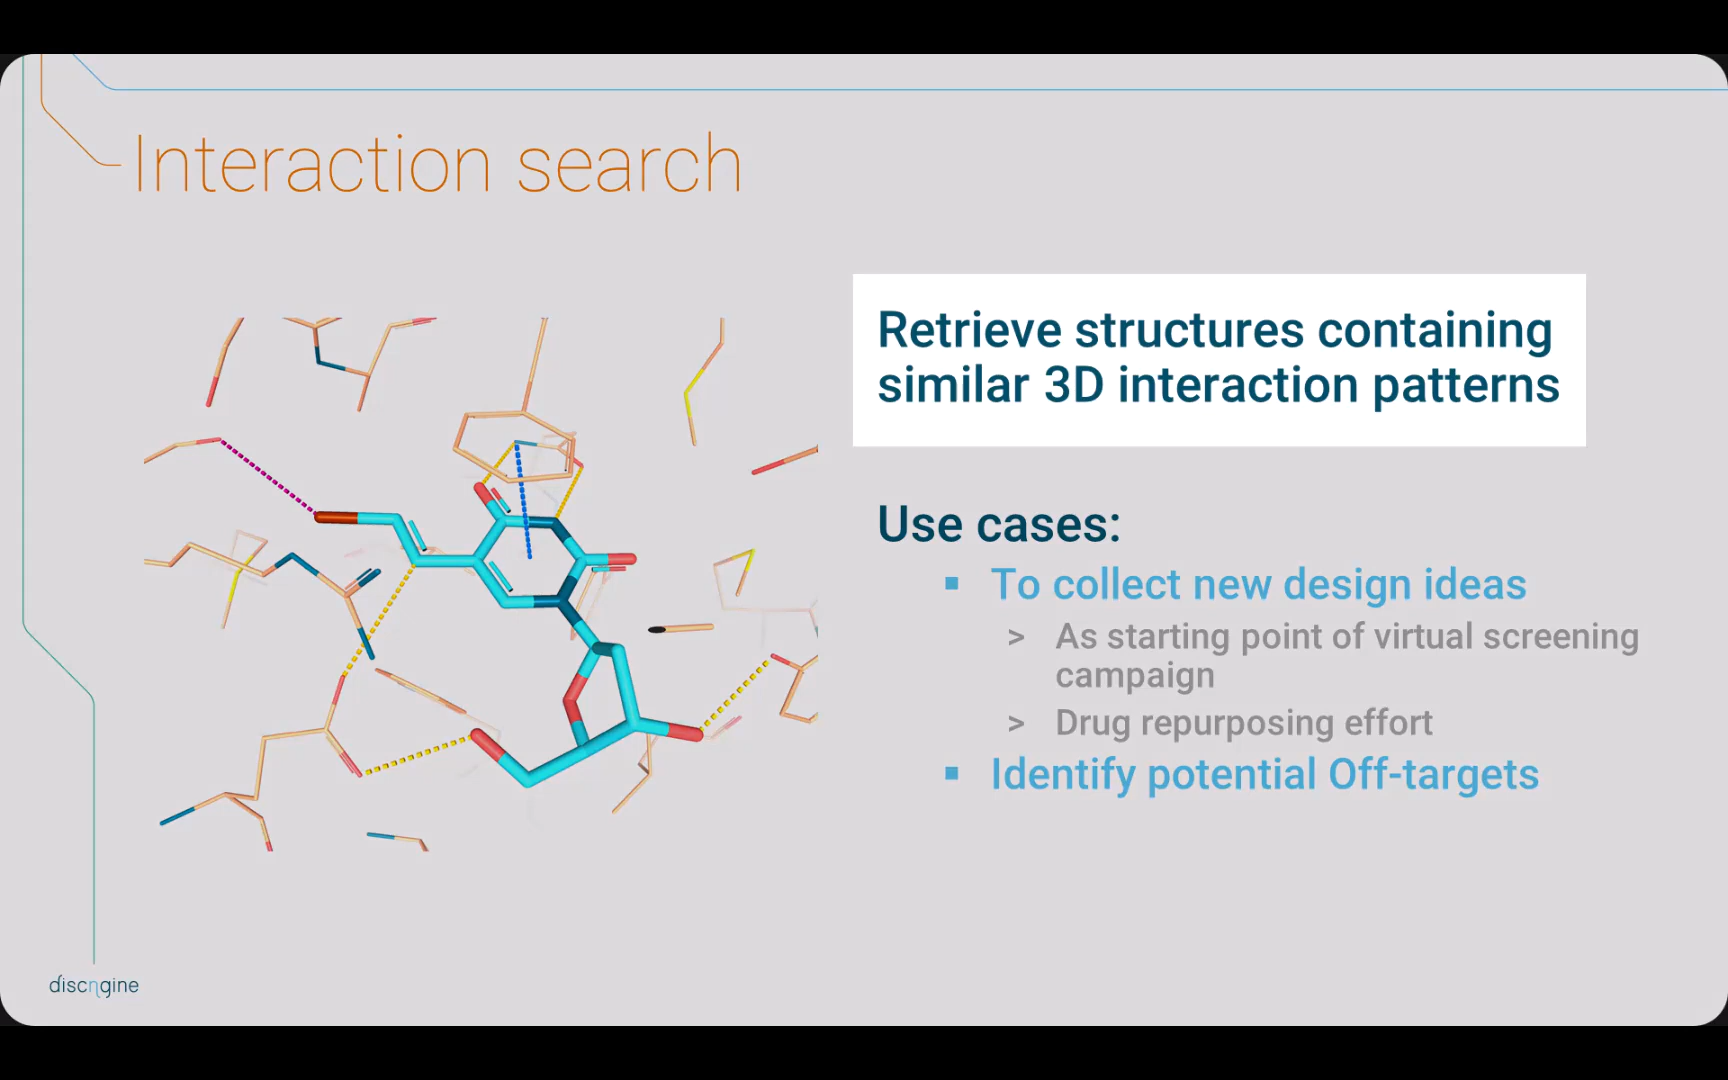 Interaction search
Retrieve structures containing
similar 3D interaction patterns
Use cases:
▪ To collect new design ideas
> As starting point of virtual screening
campaign
> Drug repurposing effort
▪ Identify potential Off-targets
discngine